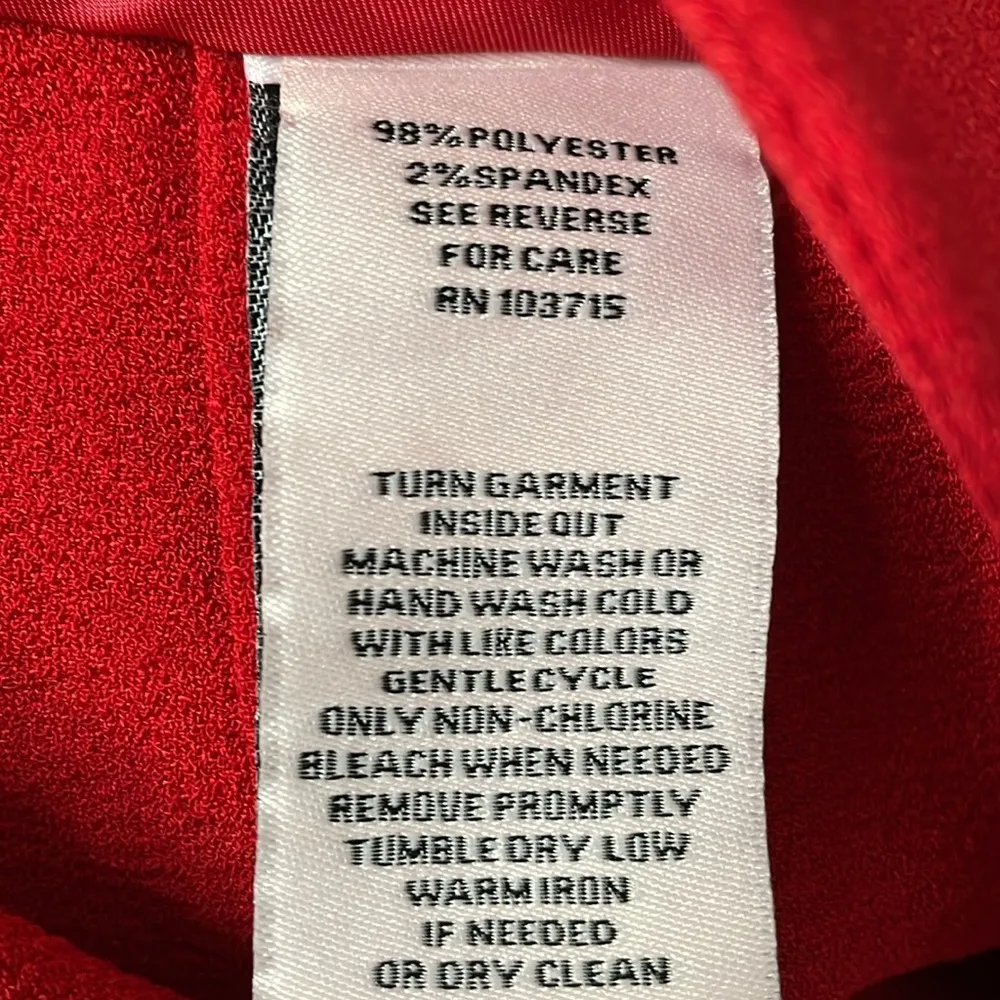 98% POLYESTER
2% SPANDEX
SEE REVERSE
FOR CARE
RN 103715
TURN GARMENT
INSIDE OUT
MACHINE WASH OR
HAND WASH COLD
WITH LIKE COLORS
GENTLE CYCLE
ONLY NON-CHLORINE
BLEACH WHEN NEEDED
REMOVE PROMPTLY
TUMBLE DRY LOW
WARM IRON
IF NEEDED
OR DRY CLEAN